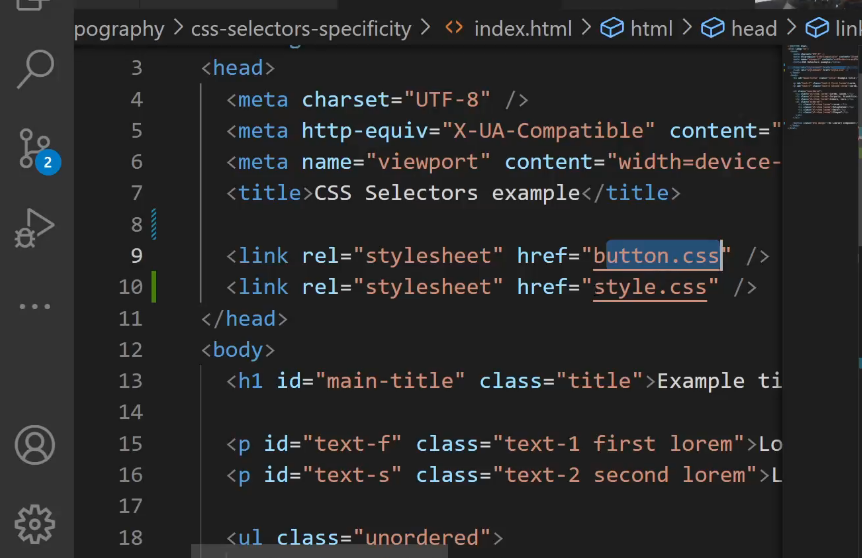 pography > css-selectors-specificity > <> index.html > html > head > link
3 <head>
4 <meta charset="UTF-8" />
5 <meta http-equiv="X-UA-Compatible" content="
6 <meta name="viewport" content="width=device-
7 <title>CSS Selectors example</title>
8
9 <link rel="stylesheet" href="button.css" />
10 <link rel="stylesheet" href="style.css" />
11 </head>
12 <body>
13 <h1 id="main-title" class="title">Example ti
14
15 <p id="text-f" class="text-1 first lorem">Lo
16 <p id="text-s" class="text-2 second lorem">L
17
18 <ul class="unordered">
2